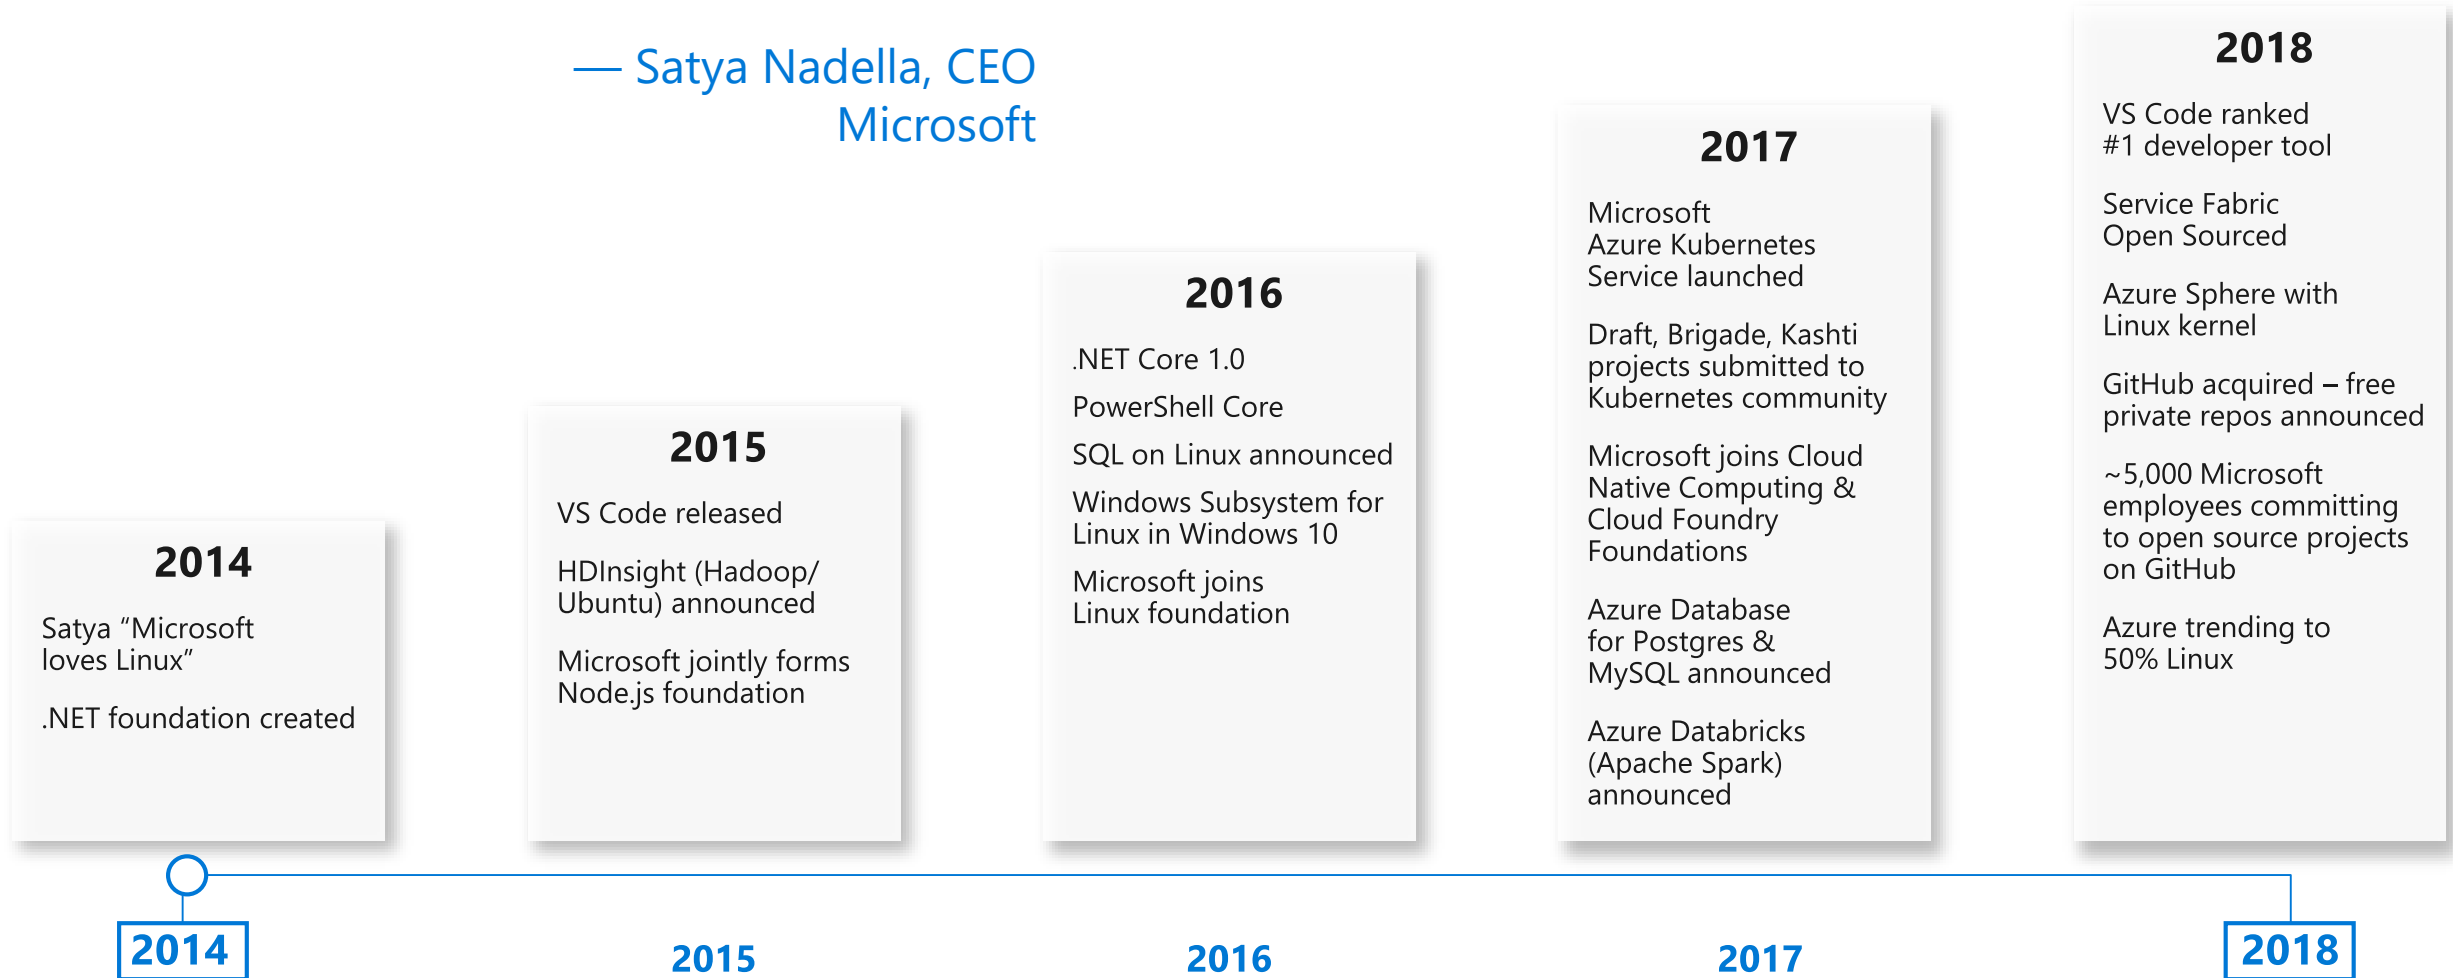 — Satya Nadella, CEO
Microsoft
2014
Satya “Microsoft
loves Linux”
.NET foundation created
2015
VS Code released
HDInsight (Hadoop/
Ubuntu) announced
Microsoft jointly forms
Node.js foundation
2016
.NET Core 1.0
PowerShell Core
SQL on Linux announced
Windows Subsystem for
Linux in Windows 10
Microsoft joins
Linux foundation
2017
Microsoft
Azure Kubernetes
Service launched
Draft, Brigade, Kashti
projects submitted to
Kubernetes community
Microsoft joins Cloud
Native Computing &
Cloud Foundry
Foundations
Azure Database
for Postgres &
MySQL announced
Azure Databricks
(Apache Spark)
announced
2018
VS Code ranked
#1 developer tool
Service Fabric
Open Sourced
Azure Sphere with
Linux kernel
GitHub acquired – free
private repos announced
~5,000 Microsoft
employees committing
to open source projects
on GitHub
Azure trending to
50% Linux
2014
2015
2016
2017
2018